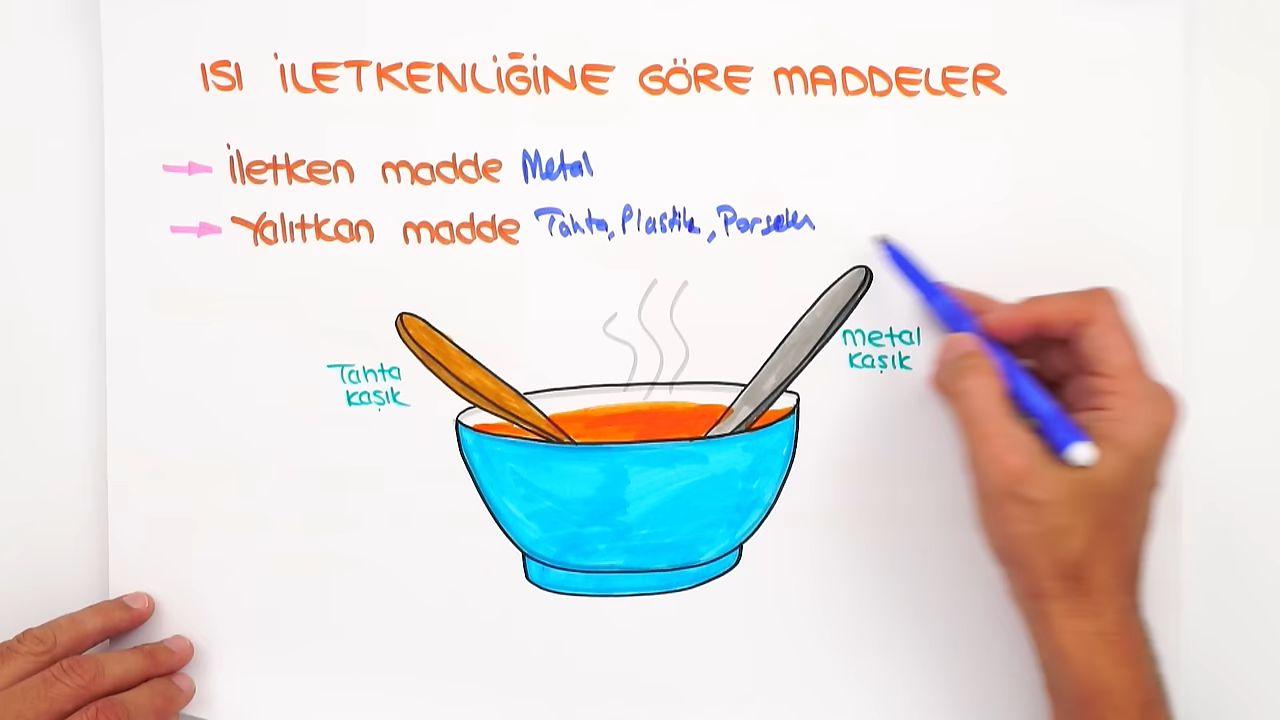 ISI İLETKENLİĞİNE GÖRE MADDELER
İletken madde Metal
Yalıtkan madde Tahta, Plastik, Porselen
Tahta
kaşık
metal
kaşık